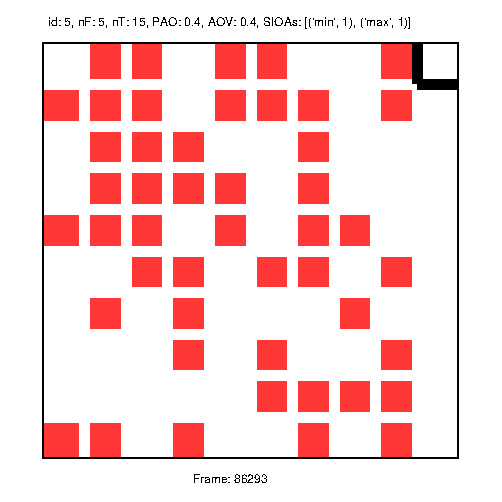 id: 5, nF: 5, nT: 15, PAO: 0.4, AOV: 0.4, SIOAs: [('min', 1), ('max', 1)]
Frame: 86293